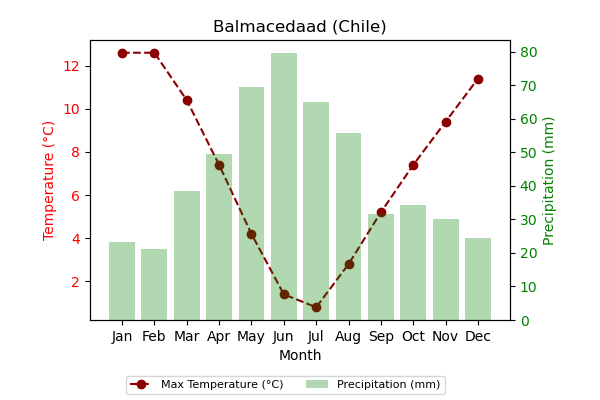 Balmacedaad (Chile)
Temperature (°C)
12
10
8
6
4
2
80
70
60
50
40
30
20
10
0
Precipitation (mm)
Jan Feb Mar Apr May Jun Jul Aug Sep Oct Nov Dec
Month
Max Temperature (°C) Precipitation (mm)